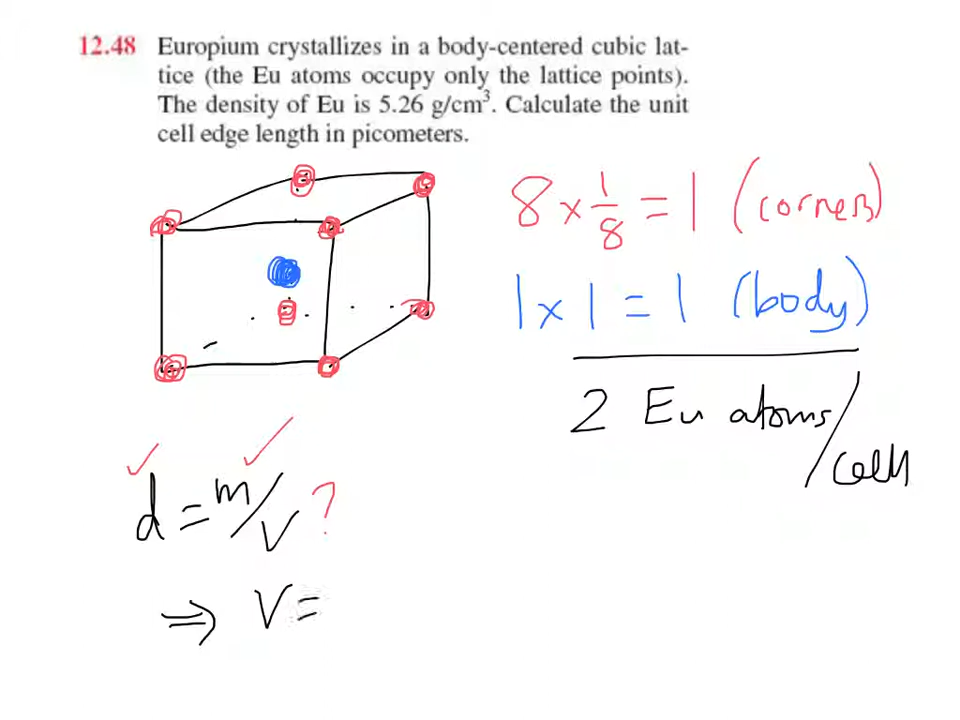 12.48 Europium crystallizes in a body-centered cubic lat-
tice (the Eu atoms occupy only the lattice points).
The density of Eu is 5.26 g/cm³. Calculate the unit
cell edge length in picometers.
8 × 1/8 = 1 (corners)
1 × 1 = 1 (body)
2 Eu atoms/cell
d = m/V ?
⇒ V =